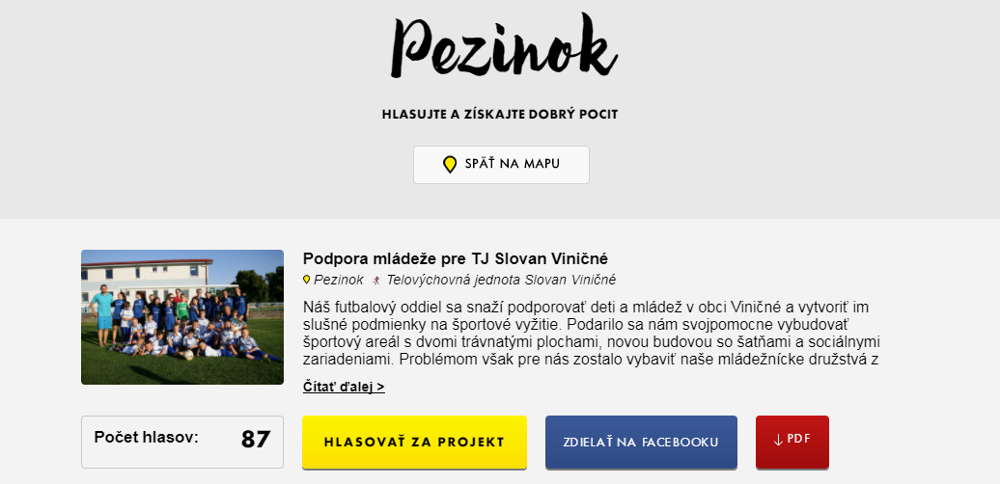 Pezinok
HLASUJTE A ZÍSKAJTE DOBRÝ POCIT
SPÄŤ NA MAPU
Podpora mládeže pre TJ Slovan Viničné
Pezinok Telovýchovná jednota Slovan Viničné
Náš futbalový oddiel sa snaží podporovať deti a mládež v obci Viničné a vytvoriť im
slušné podmienky na športové vyžitie. Podarilo sa nám svojpomocne vybudovať
športový areál s dvomi trávnatými plochami, novou budovou so šatňami a sociálnymi
zariadeniami. Problémom však pre nás zostalo vybaviť naše mládežnícke družstvá z
Čítať ďalej >
Počet hlasov: 87
HLASOVAŤ ZA PROJEKT
ZDIELAŤ NA FACEBOOKU
↓ PDF